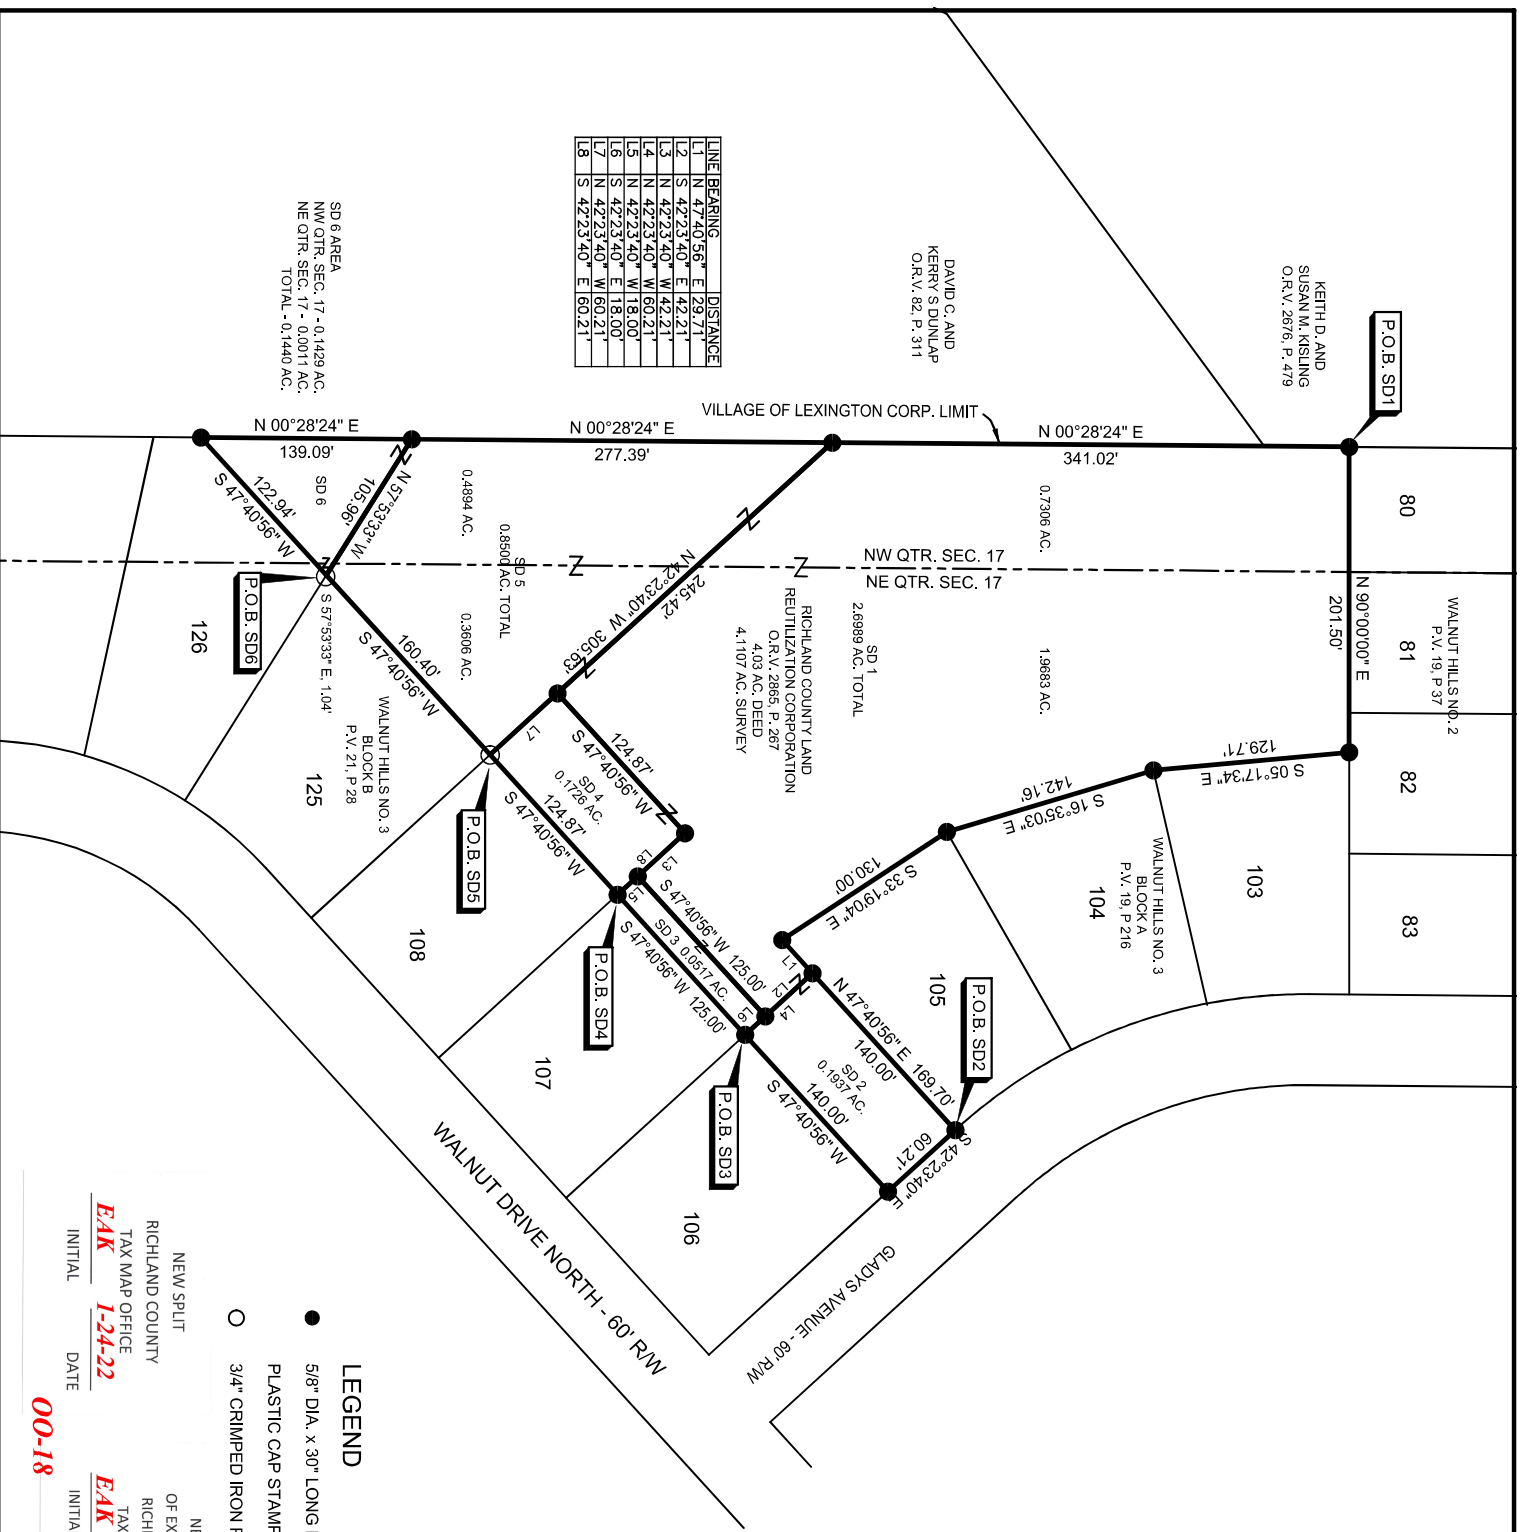 P.O.B. SD1
KEITH D. AND
SUSAN M. KISLING
O.R.V. 2676, P. 479
DAVID C. AND
KERRY S DUNLAP
O.R.V. 82, P. 311
VILLAGE OF LEXINGTON CORP. LIMIT
LINE BEARING DISTANCE
L1 N 47°40'56" E 29.71'
L2 S 42°23'40" E 42.21'
L3 N 42°23'40" W 42.21'
L4 N 42°23'40" W 60.21'
L5 N 42°23'40" W 18.00'
L6 S 42°23'40" E 18.00'
L7 N 42°23'40" W 60.21'
L8 S 42°23'40" E 60.21'
SD 6 AREA
NW QTR. SEC. 17 - 0.1429 AC.
NE QTR. SEC. 17 - 0.0011 AC.
TOTAL - 0.1440 AC.
N 00°28'24" E
139.09'
N 00°28'24" E
277.39'
N 00°28'24" E
341.02'
80
81
82
83
WALNUT HILLS NO. 2
P.V. 19, P 37
N 90°00'00" E
201.50'
0.7306 AC.
NW QTR. SEC. 17
NE QTR. SEC. 17
1.9683 AC.
SD 1
2.6989 AC. TOTAL
RICHLAND COUNTY LAND
REUTILIZATION CORPORATION
O.R.V. 2865, P. 267
4.03 AC. DEED
4.1107 AC. SURVEY
S 05°17'34" E
129.71'
S 16°35'03" E
142.16'
S 33°19'04" E
130.00'
103
WALNUT HILLS NO. 3
BLOCK A
P.V. 19, P 216
104
105
P.O.B. SD2
0.4894 AC.
SD 5
0.8500 AC. TOTAL
0.3606 AC.
245.42'
N 42°23'40" W 305.63'
SD 6
122.94'
S 47°40'56" W
N 57°53'33" W
105.96'
P.O.B. SD6
S 57°53'33" E, 1.04'
160.40'
S 47°40'56" W
126
WALNUT HILLS NO. 3
BLOCK B
P.V. 21, P 28
125
L7
124.87'
S 47°40'56" W
SD 4
0.1726 AC.
124.87'
S 47°40'56" W
P.O.B. SD5
L3
L8
L5
S 47°40'56" W 125.00'
SD 3 0.0517 AC.
S 47°40'56" W 125.00'
P.O.B. SD4
L1
L2
L4
L6
N 47°40'56" E 169.70'
140.00'
SD 2
0.1937 AC.
140.00'
S 47°40'56" W
60.21'
S 42°23'40" E
P.O.B. SD3
108
107
106
WALNUT DRIVE NORTH - 60' R/W
GLADYS AVENUE - 60' R/W
LEGEND
5/8" DIA. x 30" LONG
PLASTIC CAP STAMP
3/4" CRIMPED IRON P
NEW SPLIT
RICHLAND COUNTY
TAX MAP OFFICE
EAK 1-24-22
INITIAL DATE
OO-18
NE
OF EX
RICH
TAX
EAK
INITIA